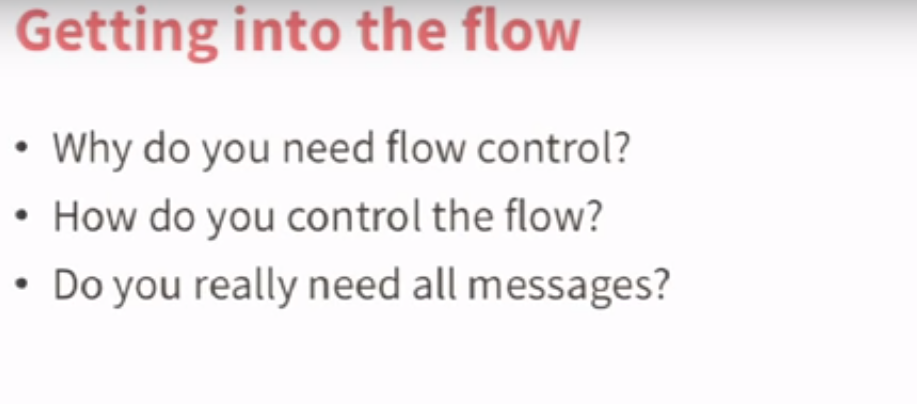 Getting into the flow
• Why do you need flow control?
• How do you control the flow?
• Do you really need all messages?